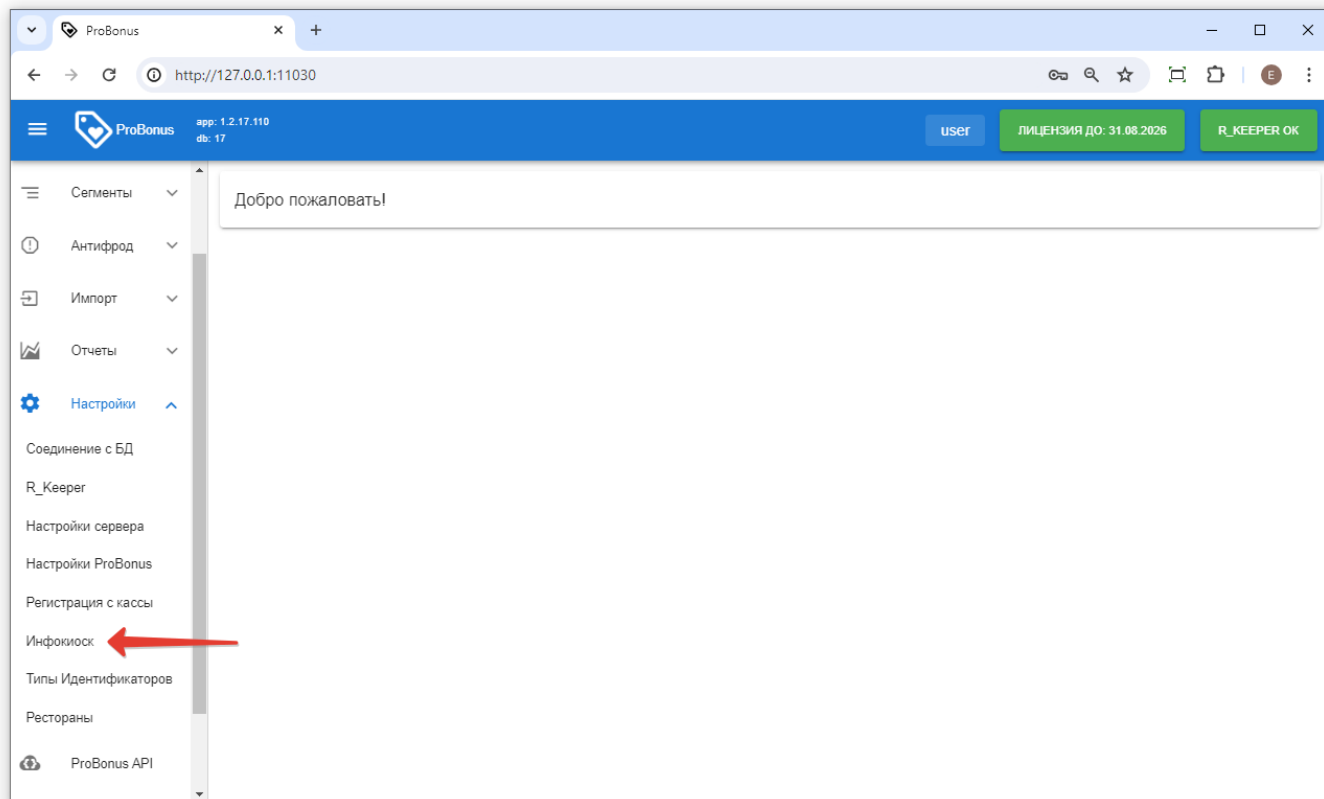 ProBonus
http://127.0.0.1:11030
E
ProBonus
app: 1.2.17.110
db: 17
user
ЛИЦЕНЗИЯ ДО: 31.08.2026
R_KEEPER OK
Сегменты
Добро пожаловать!
Антифрод
Импорт
Отчеты
Настройки
Соединение с БД
R_Keeper
Настройки сервера
Настройки ProBonus
Регистрация с кассы
Инфокиоск
Типы Идентификаторов
Рестораны
ProBonus API